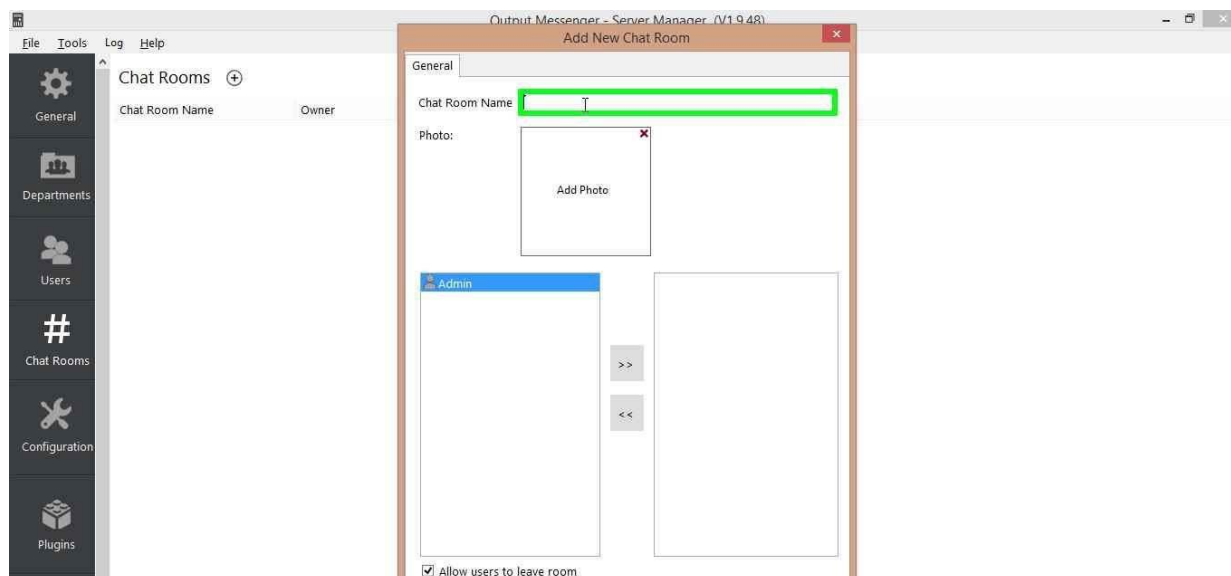 Output Messenger - Server Manager (V1.9.48)
Add New Chat Room
File Tools Log Help
General
Departments
Users
#
Chat Rooms
Configuration
Plugins
Chat Rooms
Chat Room Name Owner
General
Chat Room Name
Photo:
Add Photo
Admin
>>
<<
Allow users to leave room